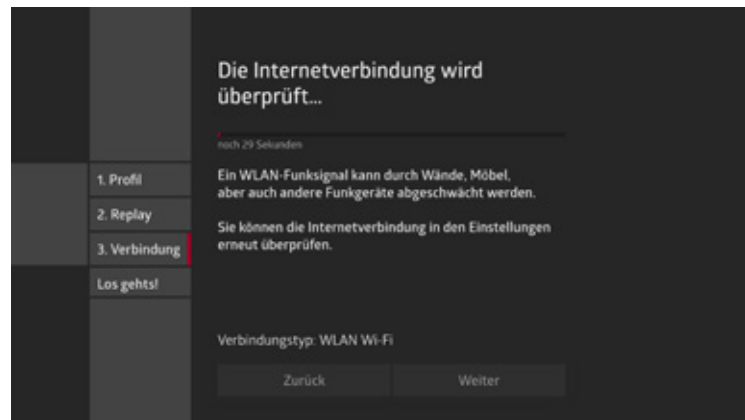 Die Internetverbindung wird
überprüft...
noch 29 Sekunden
1. Profil
2. Replay
3. Verbindung
Los gehts!
Ein WLAN-Funksignal kann durch Wände, Möbel,
aber auch andere Funkgeräte abgeschwächt werden.
Sie können die Internetverbindung in den Einstellungen
erneut überprüfen.
Verbindungstyp: WLAN Wi-Fi
Zurück
Weiter